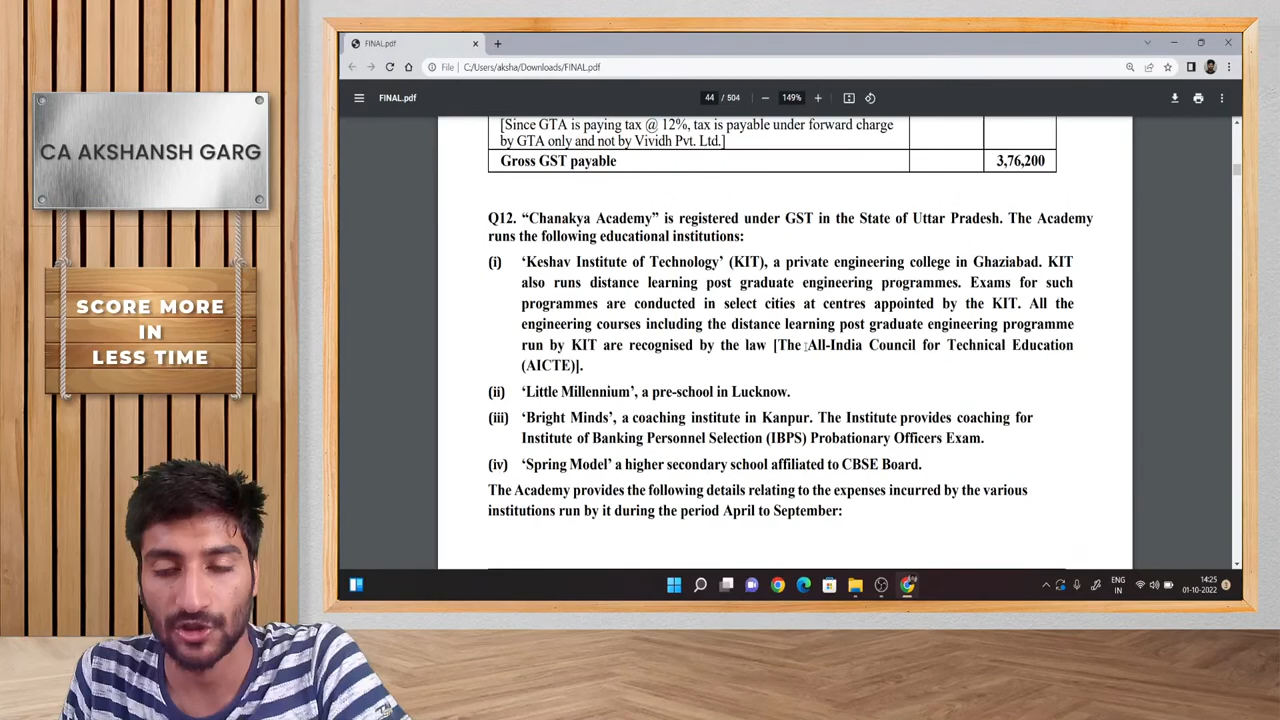 CA AKSHANSH GARG
SCORE MORE
IN
LESS TIME
FINAL.pdf
File
C:/Users/aksha/Downloads/FINAL.pdf
FINAL.pdf
44 / 504
149%
[Since GTA is paying tax @ 12%, tax is payable under forward charge
by GTA only and not by Vividh Pvt. Ltd.]
Gross GST payable 3,76,200
Q12. “Chanakya Academy” is registered under GST in the State of Uttar Pradesh. The Academy
runs the following educational institutions:
(i) ‘Keshav Institute of Technology’ (KIT), a private engineering college in Ghaziabad. KIT
also runs distance learning post graduate engineering programmes. Exams for such
programmes are conducted in select cities at centres appointed by the KIT. All the
engineering courses including the distance learning post graduate engineering programme
run by KIT are recognised by the law [The All-India Council for Technical Education
(AICTE)].
(ii) ‘Little Millennium’, a pre-school in Lucknow.
(iii) ‘Bright Minds’, a coaching institute in Kanpur. The Institute provides coaching for
Institute of Banking Personnel Selection (IBPS) Probationary Officers Exam.
(iv) ‘Spring Model’ a higher secondary school affiliated to CBSE Board.
The Academy provides the following details relating to the expenses incurred by the various
institutions run by it during the period April to September:
ENG
IN
14:25
01-10-2022